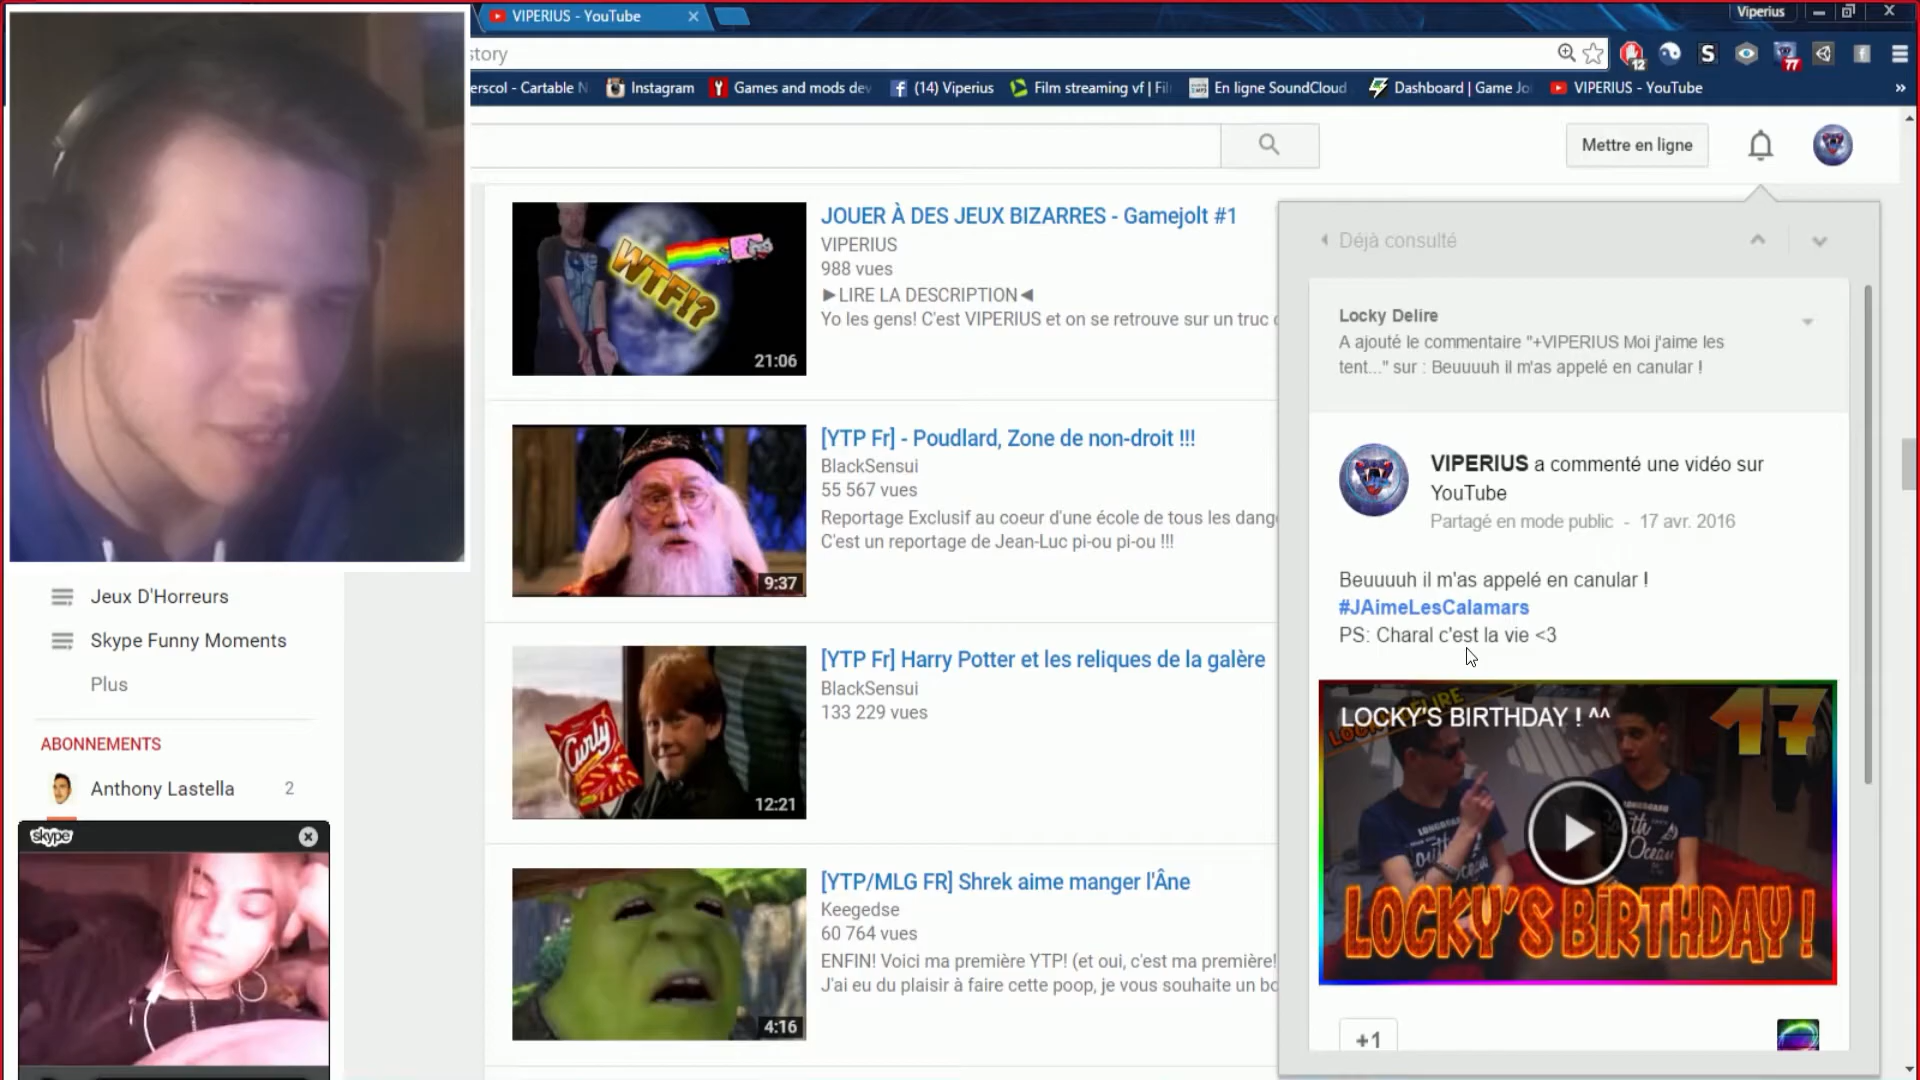 VIPERIUS - YouTube
Viperius
story
12
77
erscol - Cartable N
Instagram
Games and mods dev
(14) Viperius
Film streaming vf | Fil
En ligne SoundCloud
Dashboard | Game Jo
VIPERIUS - YouTube
Mettre en ligne
JOUER À DES JEUX BIZARRES - Gamejolt #1
VIPERIUS
988 vues
►LIRE LA DESCRIPTION◄
Yo les gens! C'est VIPERIUS et on se retrouve sur un truc
WTF!?
21:06
[YTP Fr] - Poudlard, Zone de non-droit !!!
BlackSensui
55 567 vues
Reportage Exclusif au coeur d'une école de tous les dang
C'est un reportage de Jean-Luc pi-ou pi-ou !!!
9:37
[YTP Fr] Harry Potter et les reliques de la galère
BlackSensui
133 229 vues
Curly
12:21
[YTP/MLG FR] Shrek aime manger l'Âne
Keegedse
60 764 vues
ENFIN! Voici ma première YTP! (et oui, c'est ma première!
J'ai eu du plaisir à faire cette poop, je vous souhaite un bo
4:16
Déjà consulté
Locky Delire
A ajouté le commentaire "+VIPERIUS Moi j'aime les
tent..." sur : Beuuuuh il m'as appelé en canular !
VIPERIUS a commenté une vidéo sur
YouTube
Partagé en mode public - 17 avr. 2016
Beuuuuh il m'as appelé en canular !
#JAimeLesCalamars
PS: Charal c'est la vie <3
LOCKY'S BIRTHDAY ! ^^
17
LOCKY'S BIRTHDAY !
+1
Jeux D'Horreurs
Skype Funny Moments
Plus
ABONNEMENTS
Anthony Lastella 2
skype